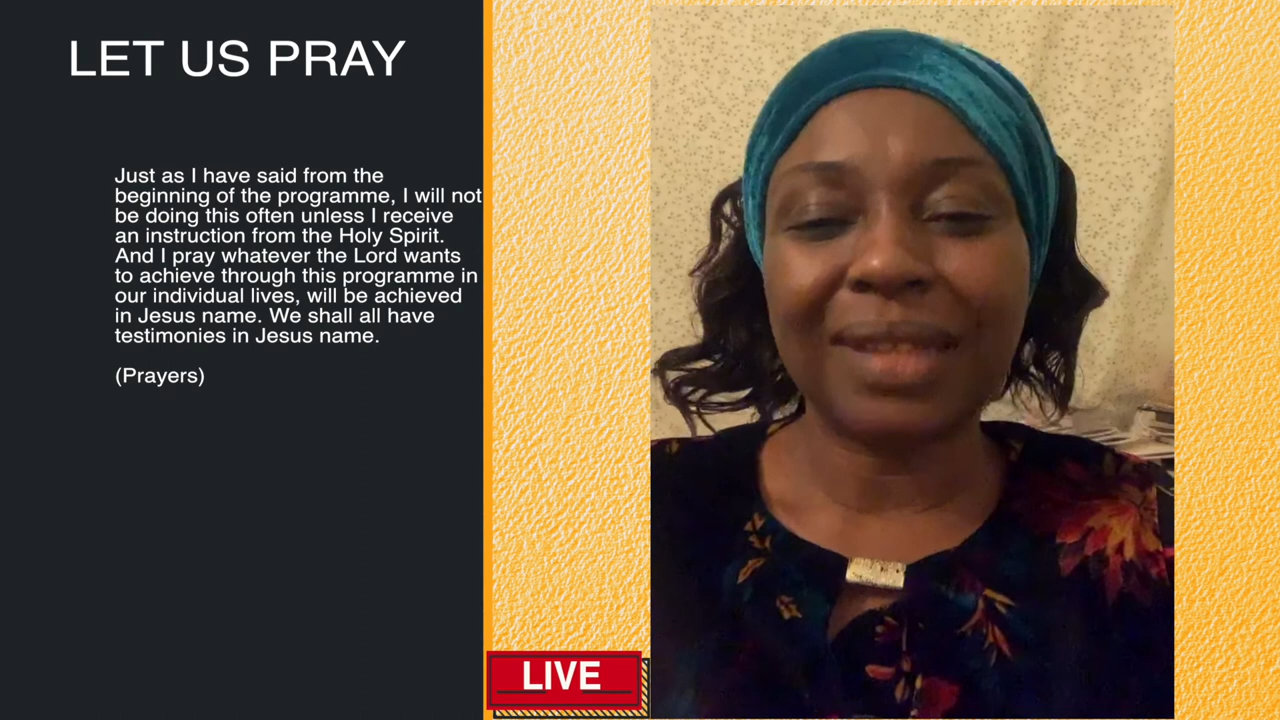 LET US PRAY
Just as I have said from the
beginning of the programme, I will not
be doing this often unless I receive
an instruction from the Holy Spirit.
And I pray whatever the Lord wants
to achieve through this programme in
our individual lives, will be achieved
in Jesus name. We shall all have
testimonies in Jesus name.
(Prayers)
LIVE